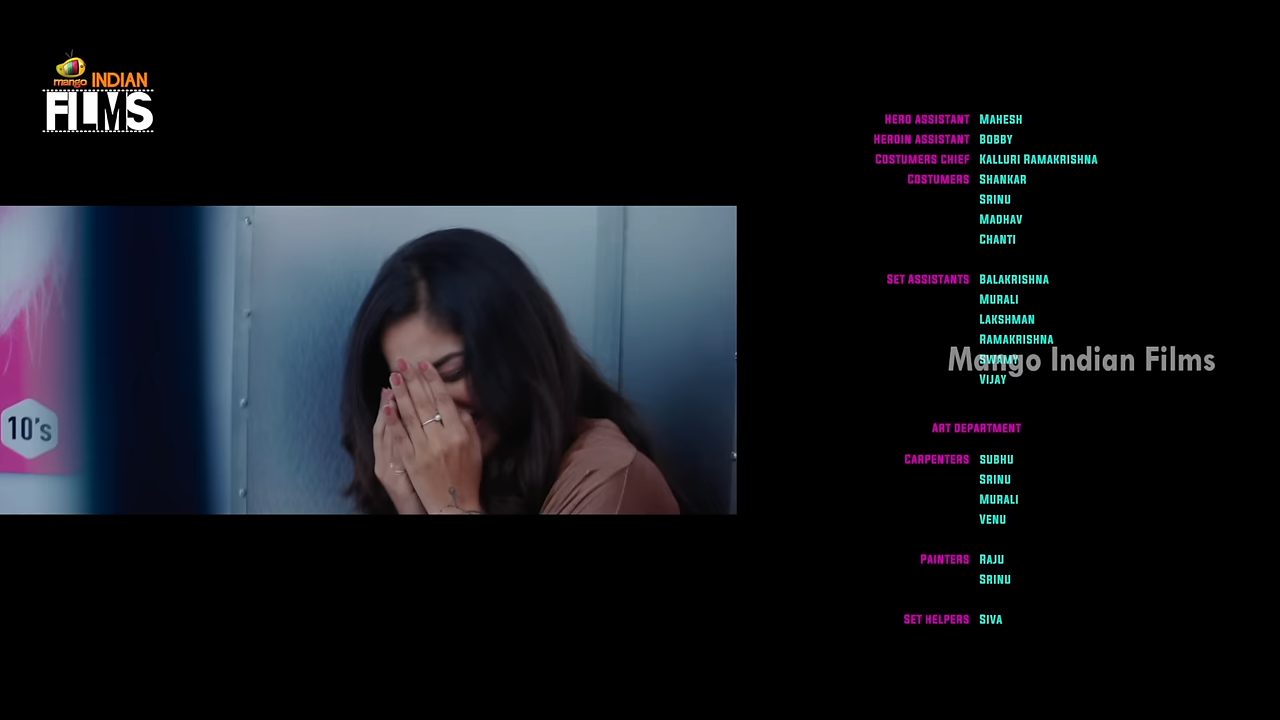 mango INDIAN
FILMS
10's
HERO ASSISTANT MAHESH
HEROIN ASSISTANT BOBBY
COSTUMERS CHIEF KALLURI RAMAKRISHNA
COSTUMERS SHANKAR
SRINU
MADHAV
CHANTI
SET ASSISTANTS BALAKRISHNA
MURALI
LAKSHMAN
RAMAKRISHNA
SWAMY
Mango Indian Films
VIJAY
ART DEPARTMENT
CARPENTERS SUBHU
SRINU
MURALI
VENU
PAINTERS RAJU
SRINU
SET HELPERS SIVA